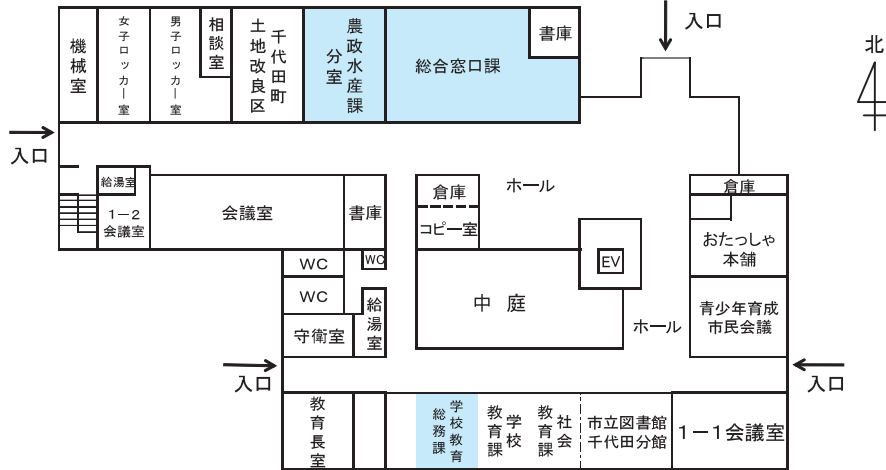 入口
北
機械室
女子ロッカー室
男子ロッカー室
相談室
千代田町
土地改良区
農政水産課
分室
総合窓口課
書庫
入口
給湯室
1－2
会議室
会議室
書庫
倉庫
コピー室
ホール
倉庫
おたっしゃ
本舗
WC
WC
WC
EV
中庭
青少年育成
市民会議
守衛室
給湯室
ホール
入口
入口
教育長室
学校教育
総務課
学校
教育課
社会
教育課
市立図書館
千代田分館
1－1会議室